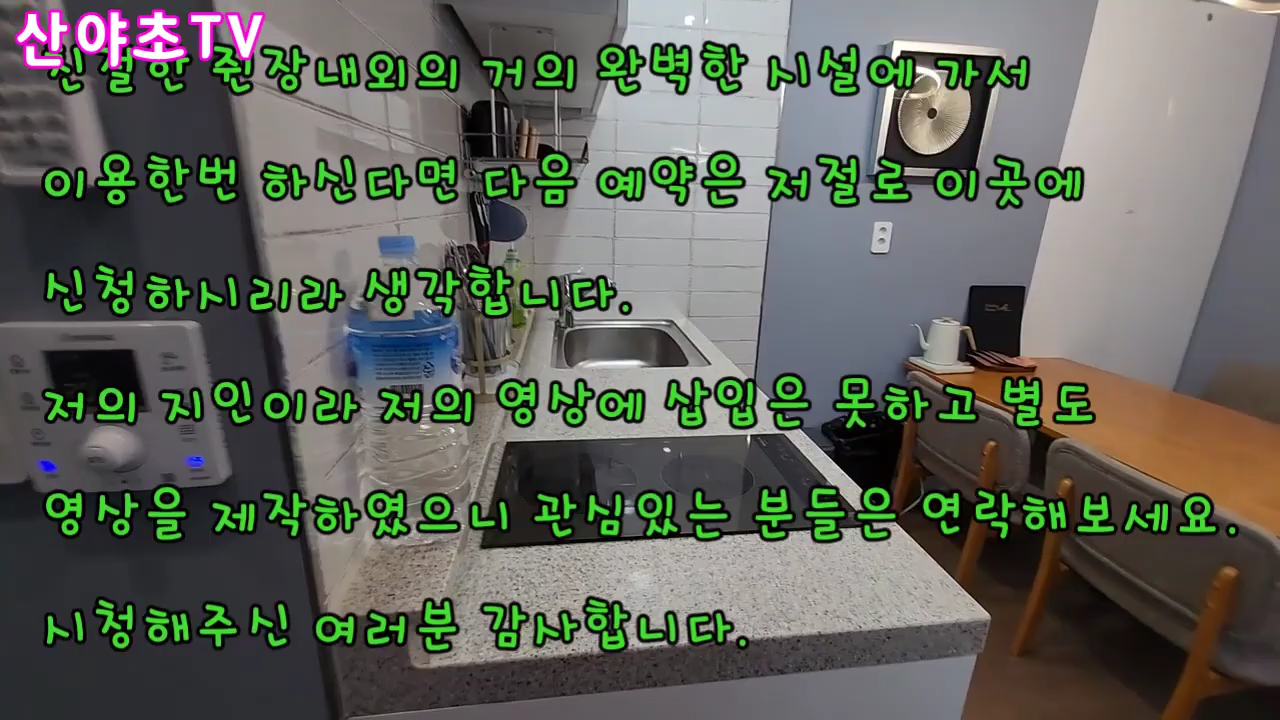 산야초TV
친절한 쥔장내외의 거의 완벽한 시설에 가서
이용한번 하신다면 다음 예약은 저절로 이곳에
신청하시리라 생각합니다.
저의 지인이라 저의 영상에 삽입은 못하고 별도
영상을 제작하였으니 관심있는 분들은 연락해보세요.
시청해주신 여러분 감사합니다.